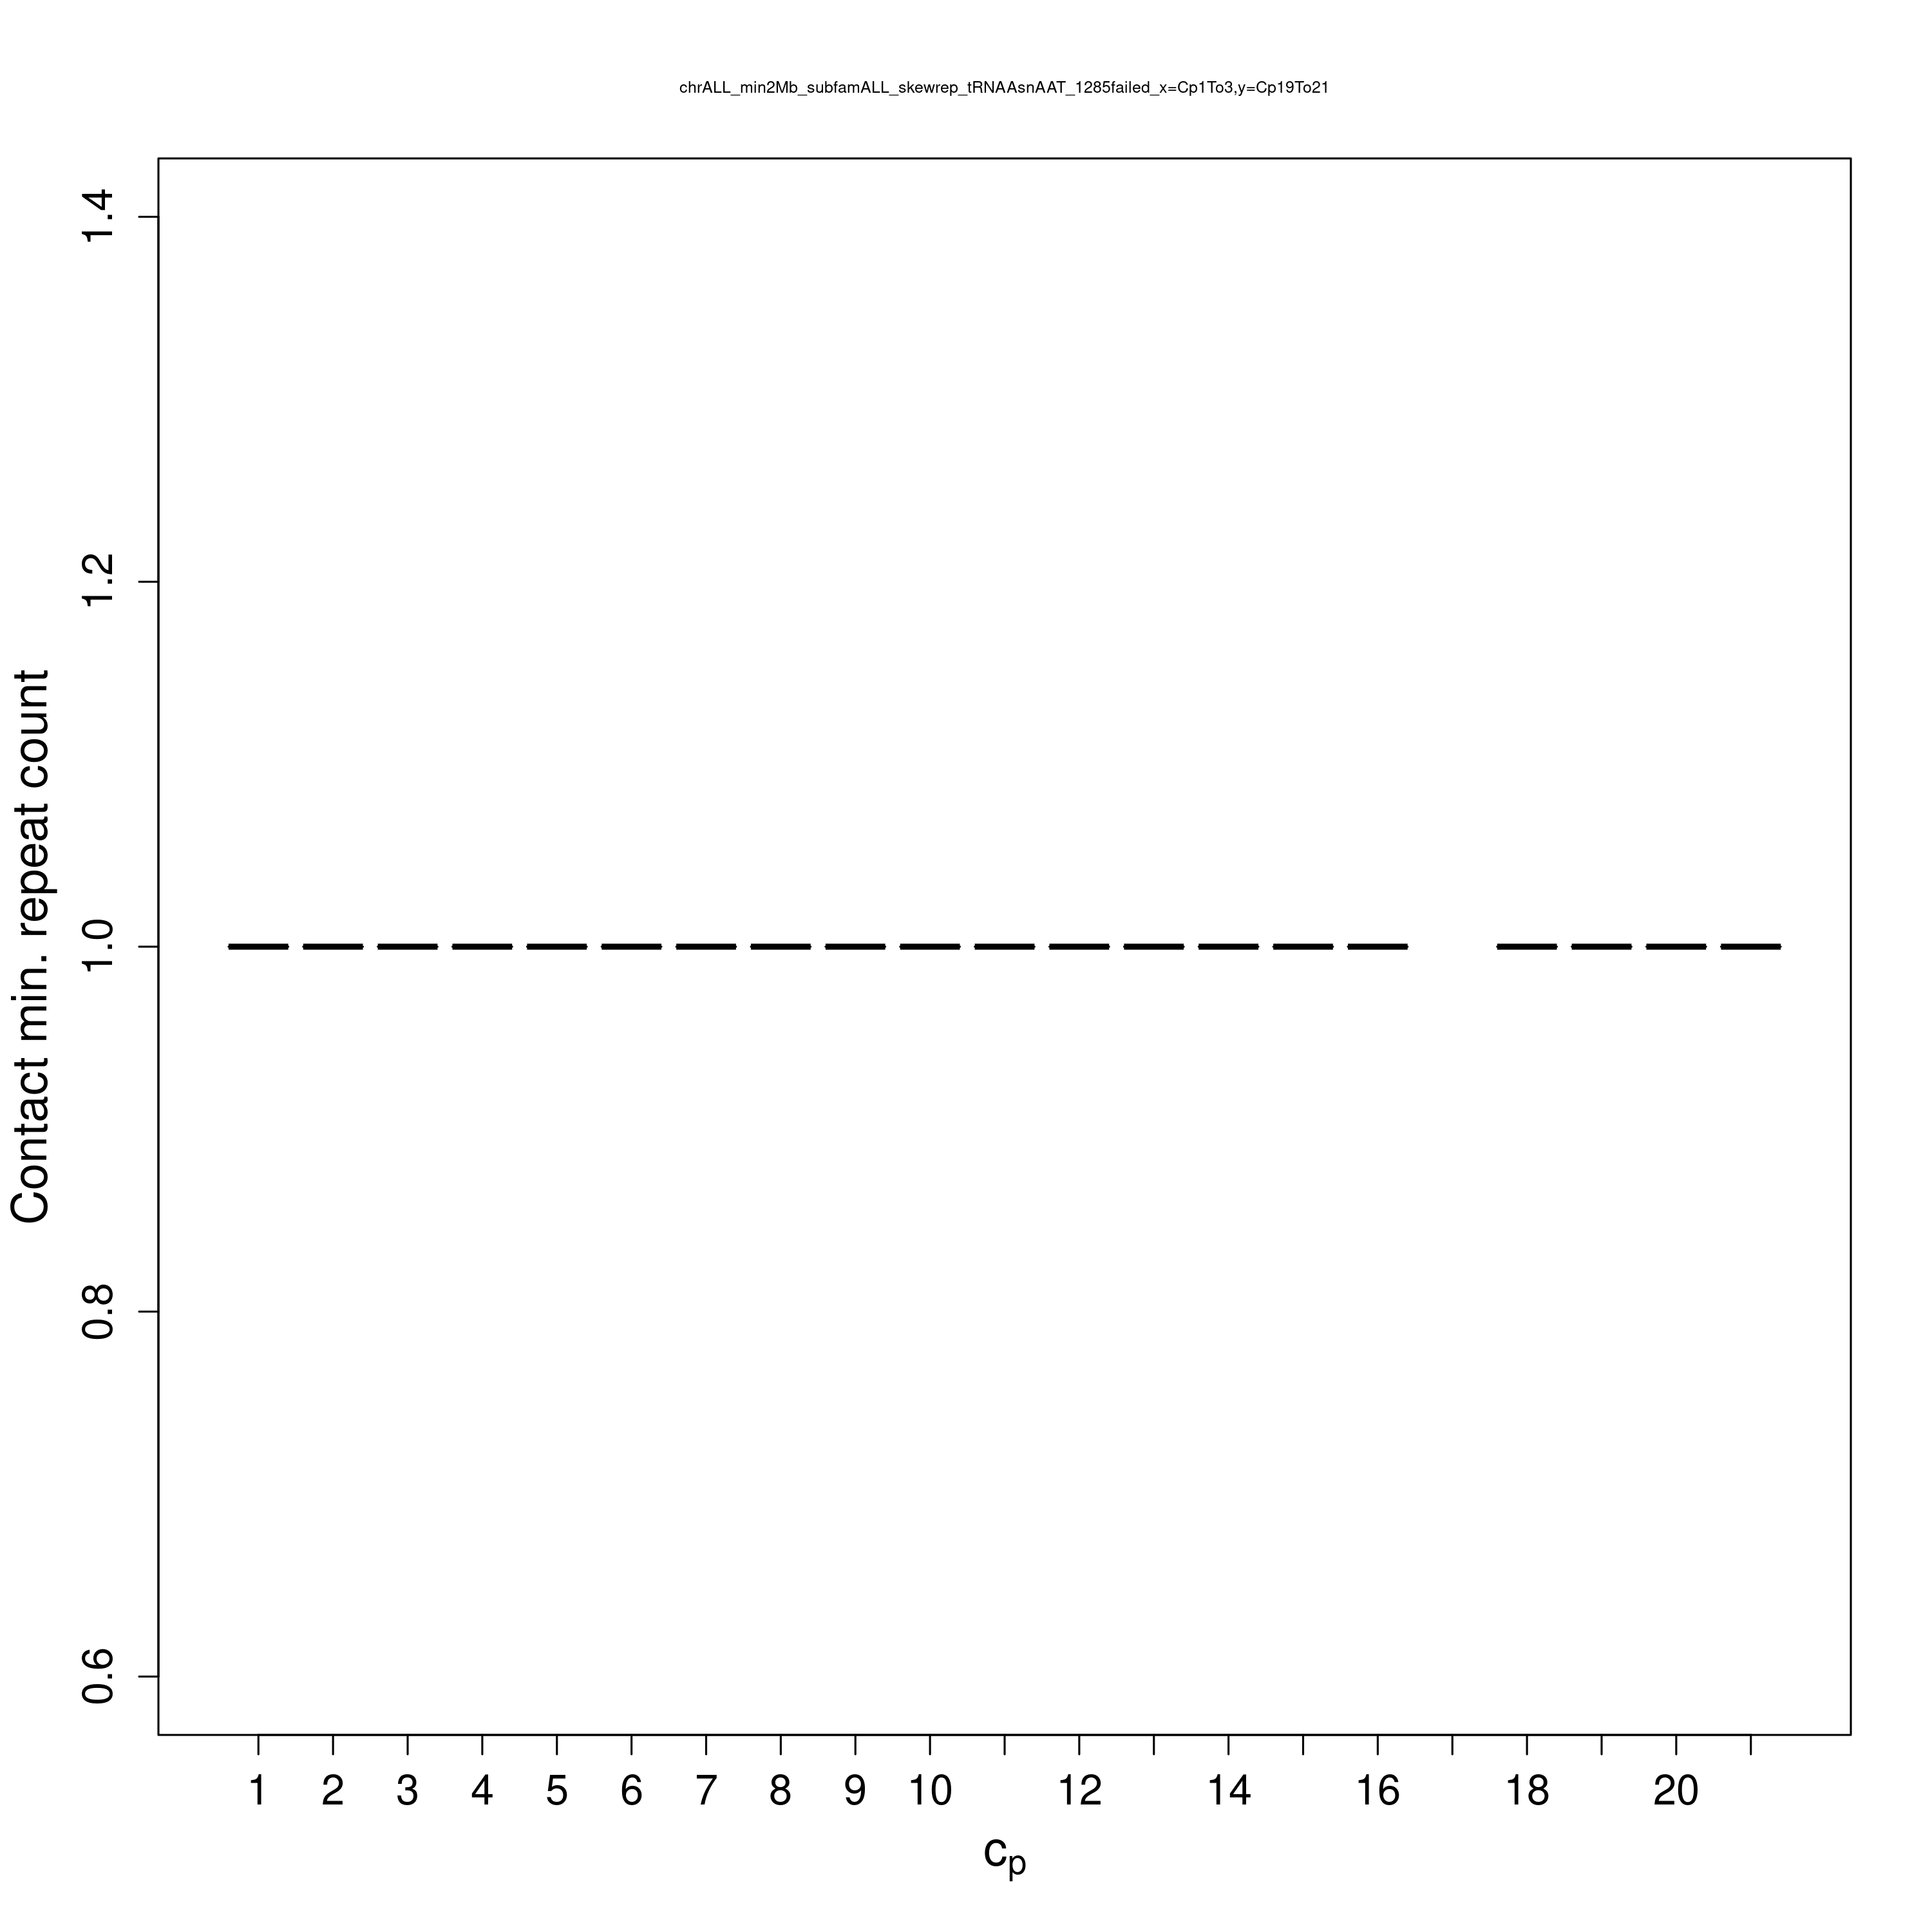 chrALL_min2Mb_subfamALL_skewrep_tRNAAsnAAT_1285failed_x=Cp1To3,y=Cp19To21
Contact min. repeat count
1.4
1.2
1.0
0.8
0.6
1 2 3 4 5 6 7 8 9 10 12 14 16 18 20
cp